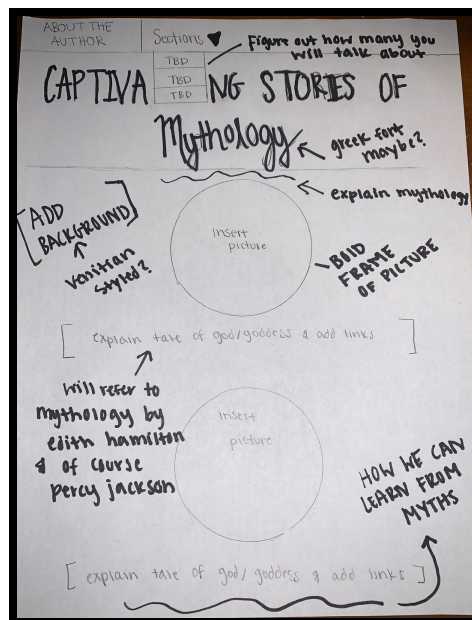 ABOUT THE
AUTHOR
Sections
Figure out how many you
will talk about
TBD
TBD
TBD
CAPTIVA NG STORIES OF
Mythology
greek font
maybe?
explain mythology
[ADD
BACKGROUND]
Vanitian
styled?
insert
picture
BOLD
FRAME
OF PICTURE
[explain tale of god/goddess & add links]
Will refer to
mythology by
edith hamilton
& of course
percy jackson
insert
picture
HOW WE CAN
LEARN FROM
MYTHS
[explain tale of god/goddess & add links]